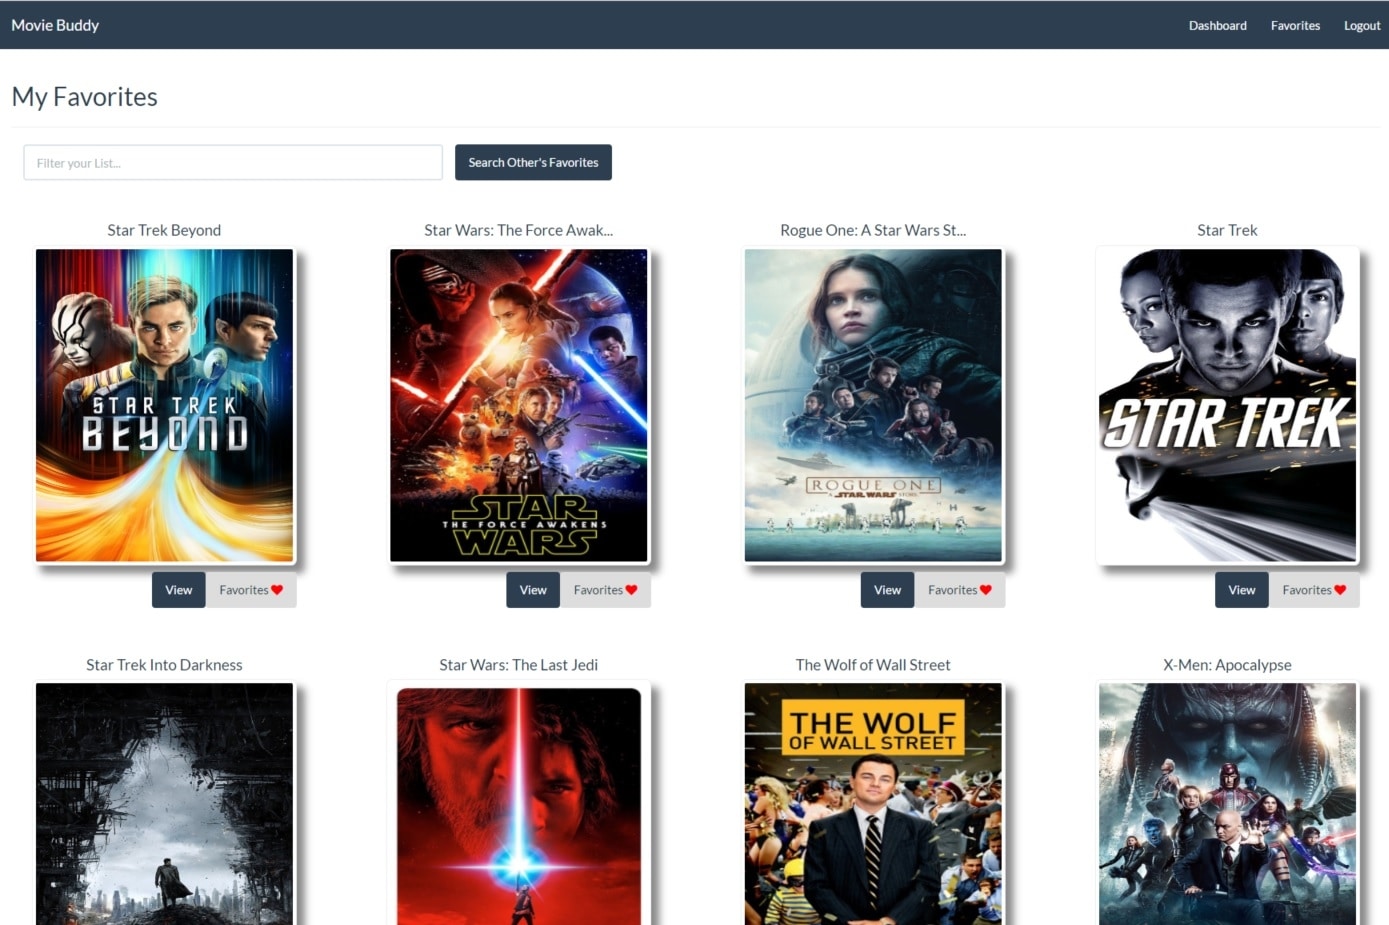 Movie Buddy
Dashboard
Favorites
Logout
My Favorites
Filter your List...
Search Other's Favorites
Star Trek Beyond
Star Wars: The Force Awak...
Rogue One: A Star Wars St...
Star Trek
STAR TREK
BEYOND
STAR
THE FORCE AWAKENS
WARS
ROGUE ONE
A STAR WARS STORY
STAR TREK
View
Favorites
View
Favorites
View
Favorites
View
Favorites
Star Trek Into Darkness
Star Wars: The Last Jedi
The Wolf of Wall Street
X-Men: Apocalypse
THE WOLF
OF WALL STREET